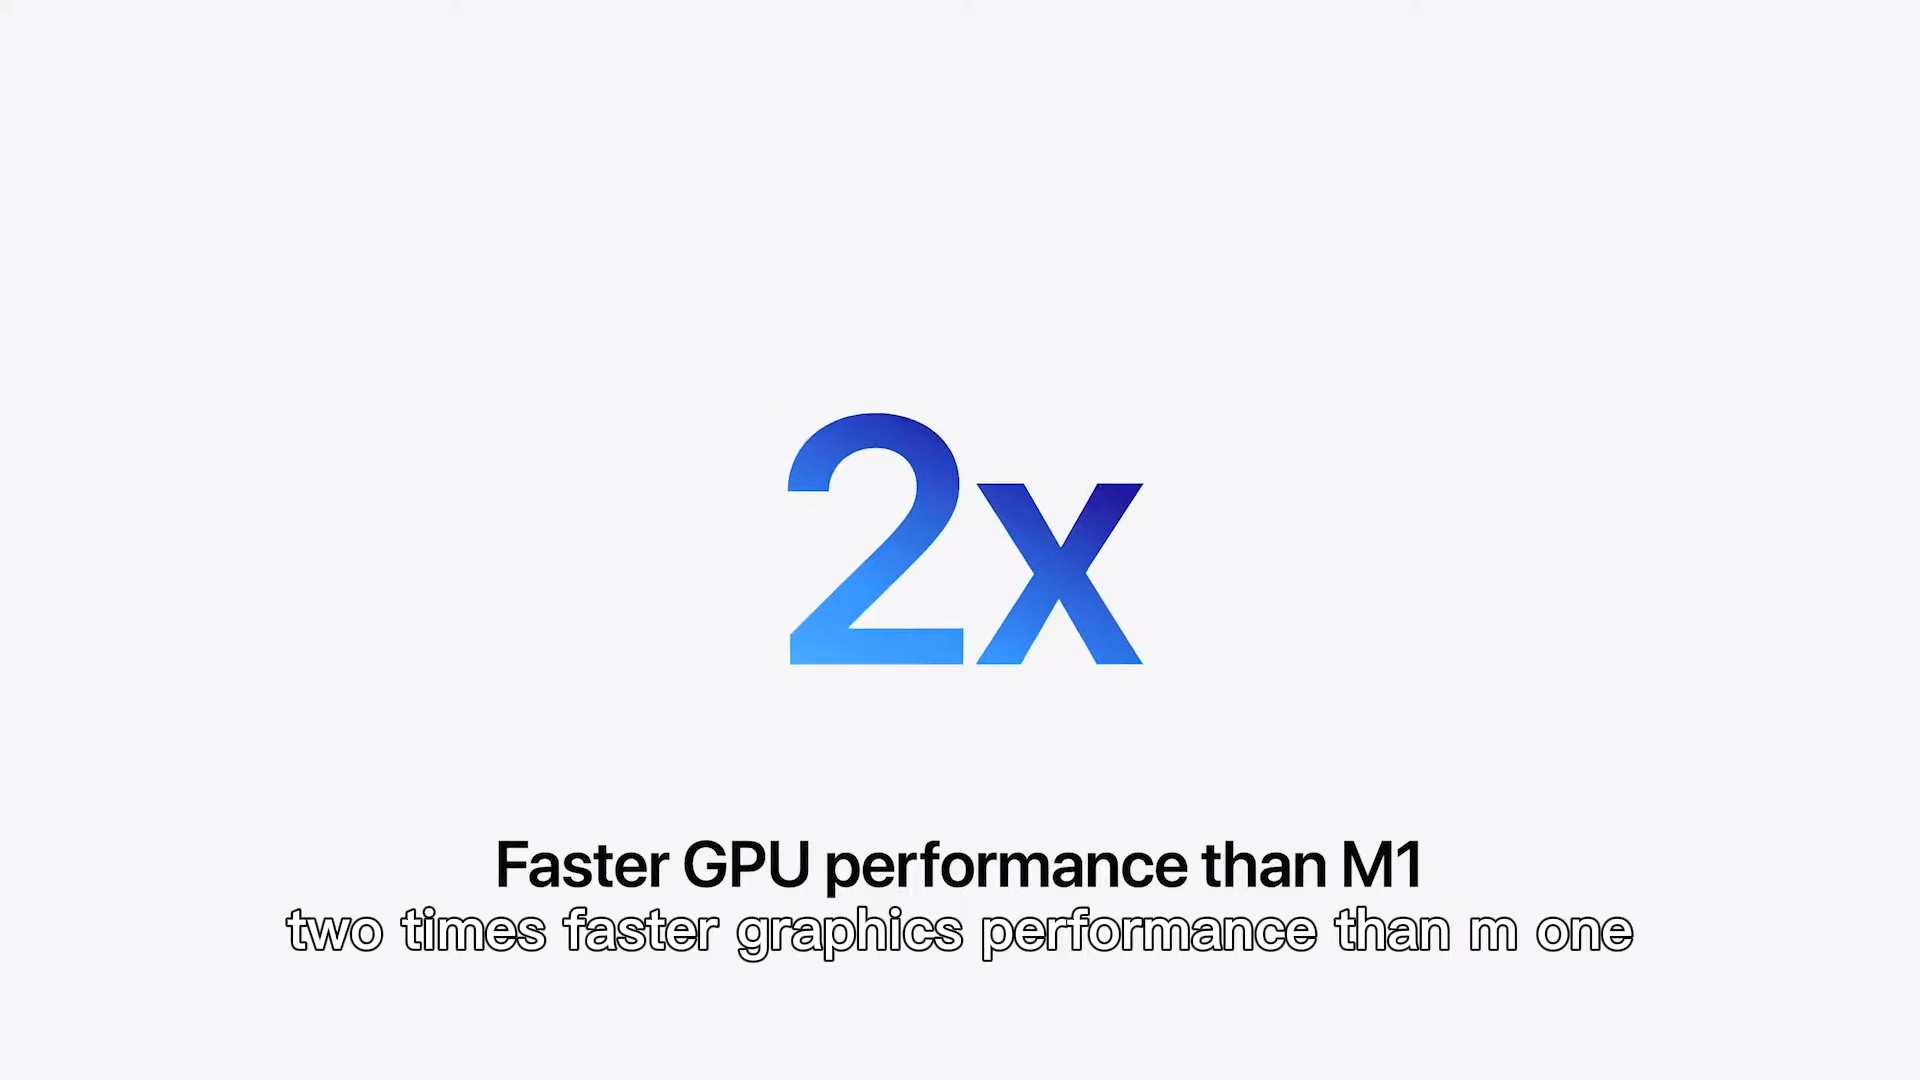 2x
Faster GPU performance than M1
two times faster graphics performance than m one